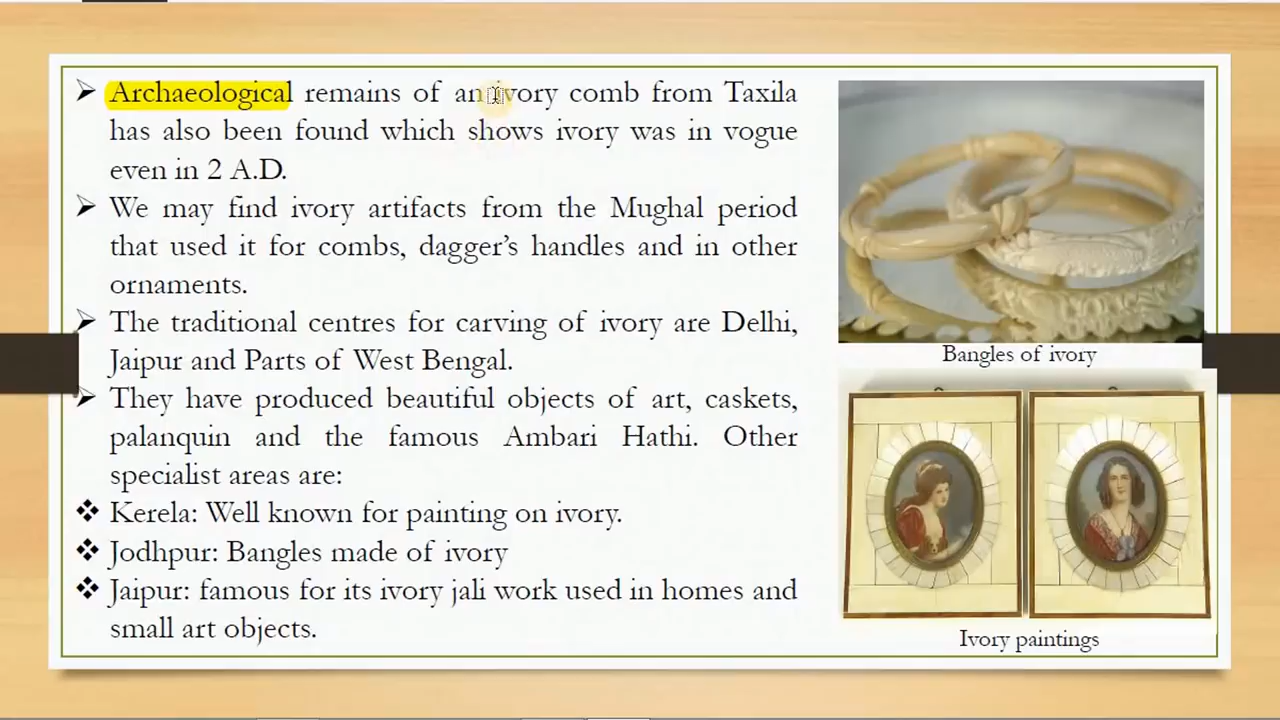 ➢ Archaeological remains of an ivory comb from Taxila
has also been found which shows ivory was in vogue
even in 2 A.D.
➢ We may find ivory artifacts from the Mughal period
that used it for combs, dagger's handles and in other
ornaments.
➢ The traditional centres for carving of ivory are Delhi,
Jaipur and Parts of West Bengal.
➢ They have produced beautiful objects of art, caskets,
palanquin and the famous Ambari Hathi. Other
specialist areas are:
❖ Kerela: Well known for painting on ivory.
❖ Jodhpur: Bangles made of ivory
❖ Jaipur: famous for its ivory jali work used in homes and
small art objects.
Bangles of ivory
Ivory paintings